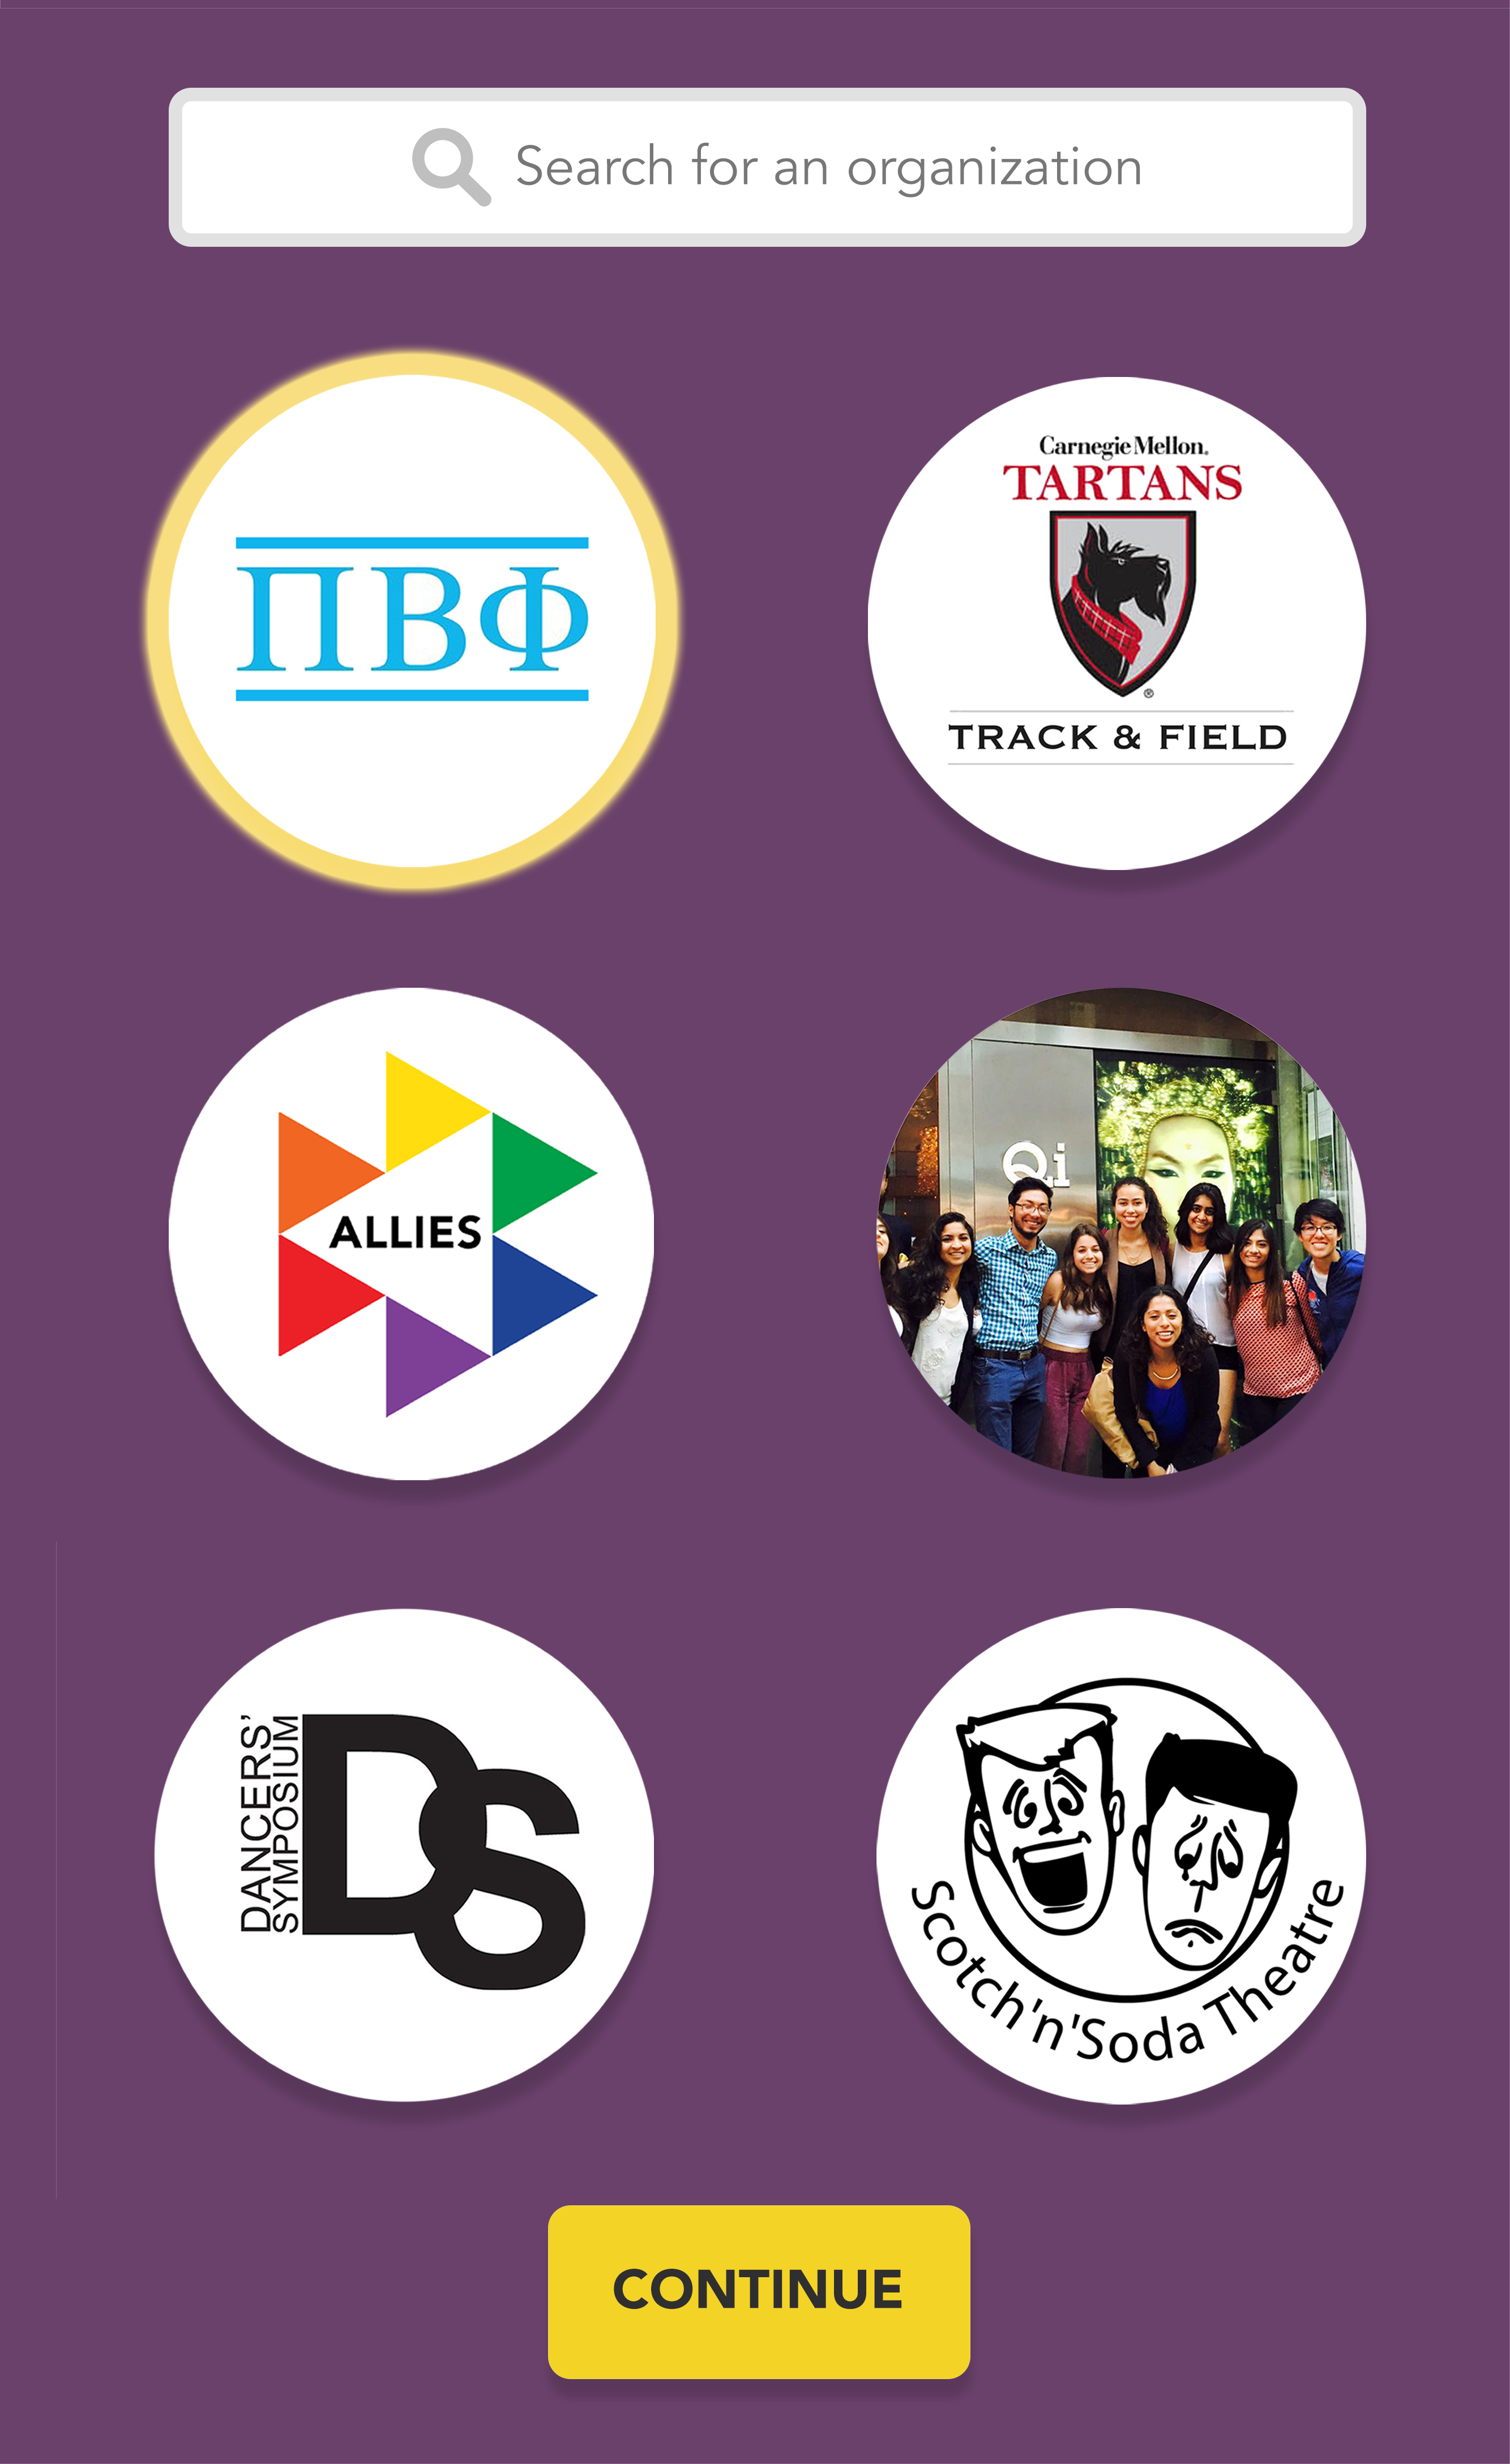 Search for an organization
ΠΒΦ
Carnegie Mellon®
TARTANS
®
TRACK & FIELD
ALLIES
Qi
DANCERS'
SYMPOSIUM
DS
Scotch'n'Soda Theatre
CONTINUE